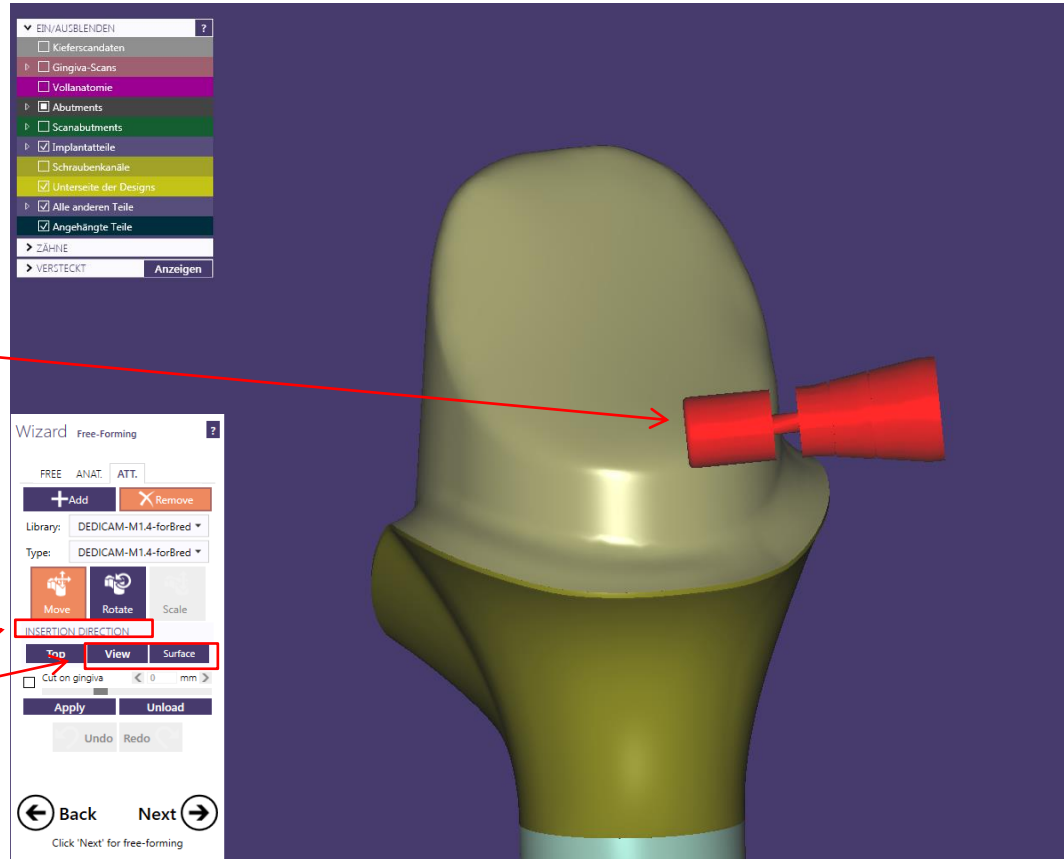 EIN/AUSBLENDEN ?
Kieferscandaten
Gingiva-Scans
Vollanatomie
Abutments
Scanabutments
Implantatteile
Schraubenkanäle
Unterseite der Designs
Alle anderen Teile
Angehängte Teile
ZÄHNE
VERSTECKT Anzeigen
Wizard Free-Forming ?
FREE ANAT. ATT.
Add Remove
Library: DEDICAM-M1.4-forBred
Type: DEDICAM-M1.4-forBred
Move Rotate Scale
INSERTION DIRECTION
Top View Surface
Cut on gingiva 0 mm
Apply Unload
Undo Redo
Back Next
Click 'Next' for free-forming